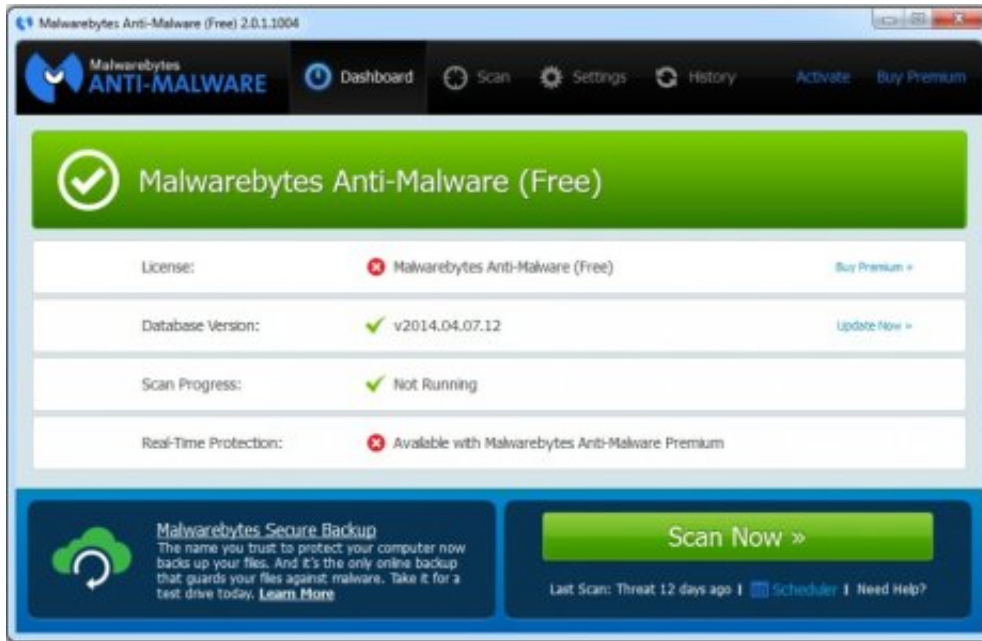 Malwarebytes Anti-Malware (Free) 2.0.1.1004
Malwarebytes
ANTI-MALWARE
Dashboard
Scan
Settings
History
Activate
Buy Premium
Malwarebytes Anti-Malware (Free)
License:
Malwarebytes Anti-Malware (Free)
Buy Premium »
Database Version:
v2014.04.07.12
Update Now »
Scan Progress:
Not Running
Real-Time Protection:
Available with Malwarebytes Anti-Malware Premium
Malwarebytes Secure Backup
The name you trust to protect your computer now
backs up your files. And it's the only online backup
that guards your files against malware. Take it for a
test drive today. Learn More
Scan Now »
Last Scan: Threat 12 days ago | Scheduler | Need Help?